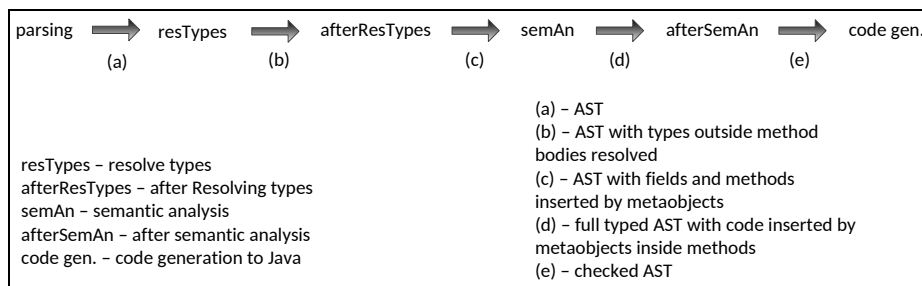 parsing resTypes afterResTypes semAn afterSemAn code gen.
(a) (b) (c) (d) (e)
resTypes – resolve types
afterResTypes – after Resolving types
semAn – semantic analysis
afterSemAn – after semantic analysis
code gen. – code generation to Java
(a) – AST
(b) – AST with types outside method
bodies resolved
(c) – AST with fields and methods
inserted by metaobjects
(d) – full typed AST with code inserted by
metaobjects inside methods
(e) – checked AST